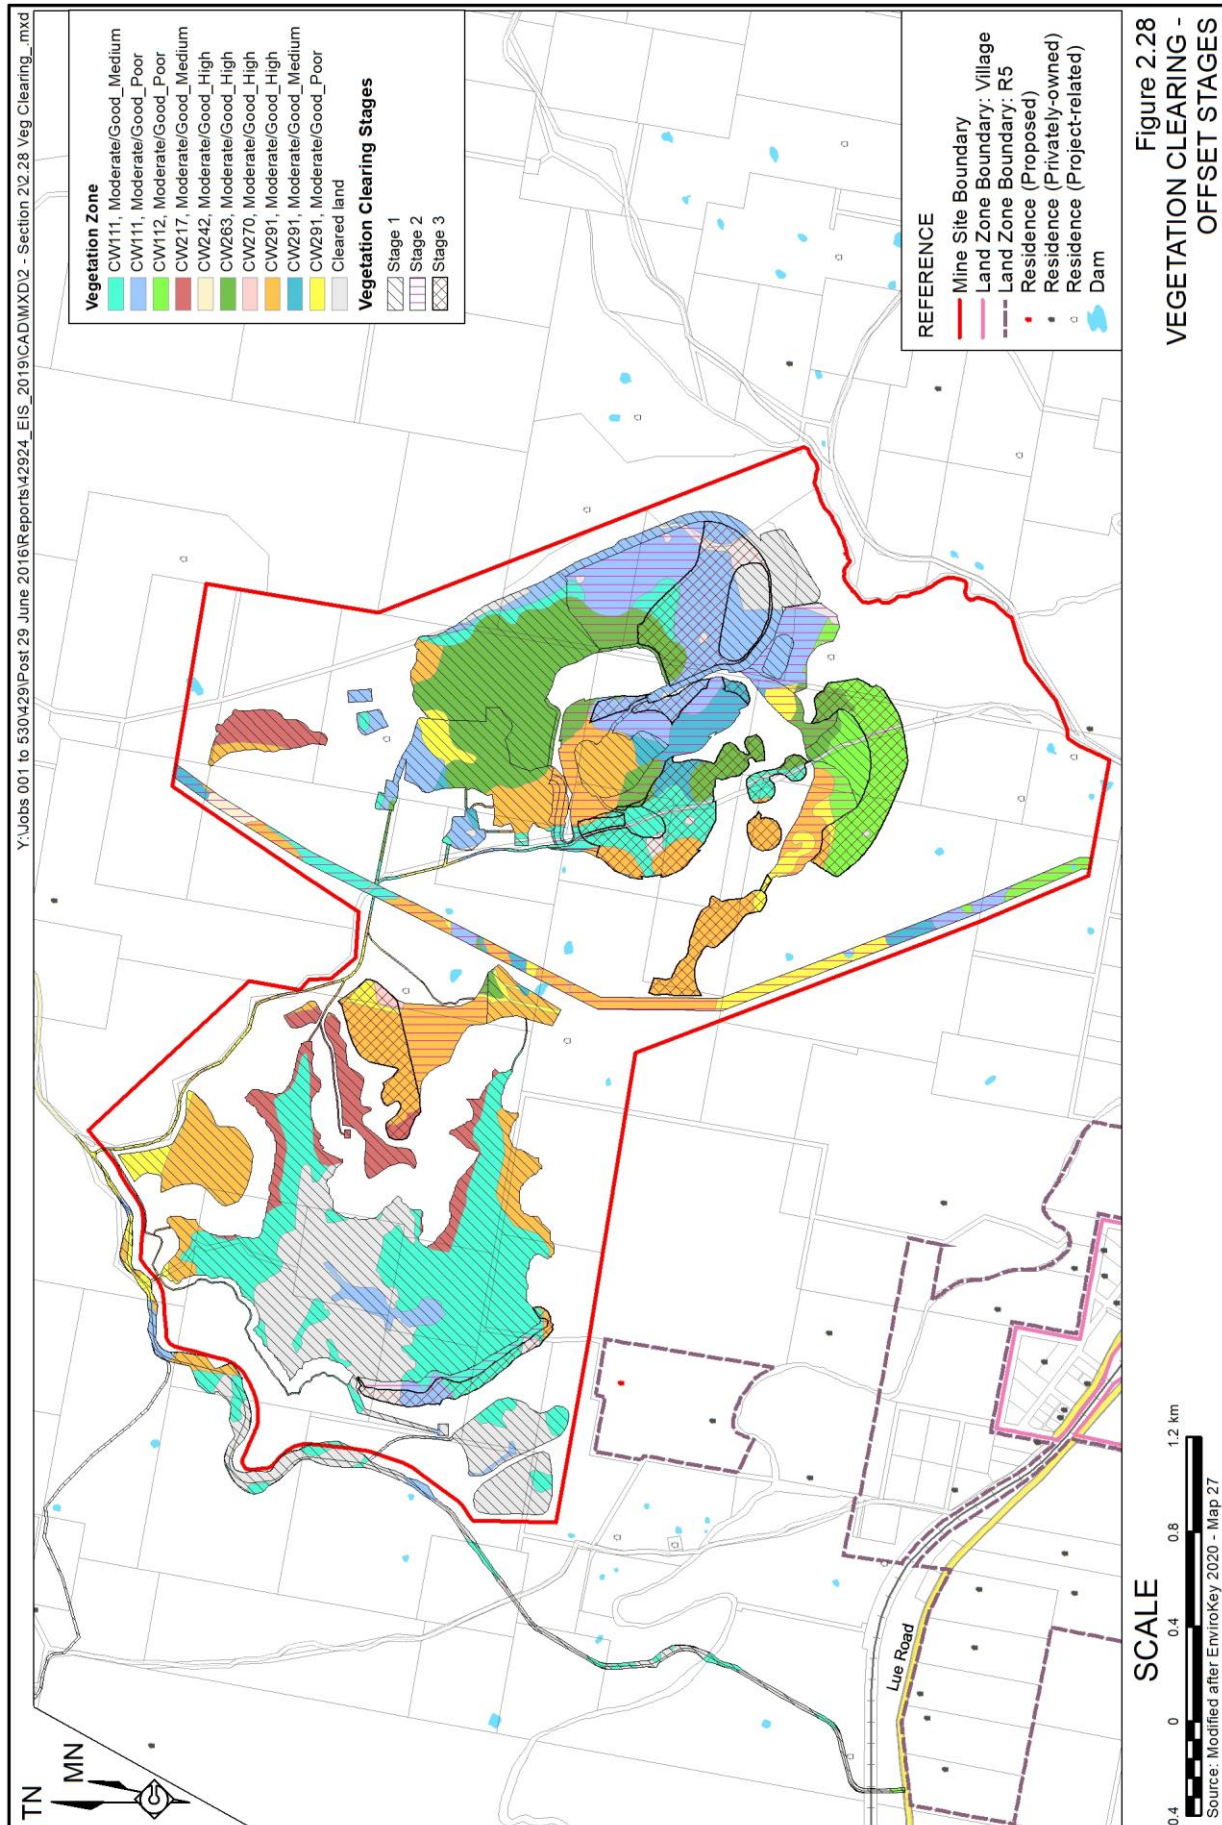 Y:\Jobs 001 to 530\429\Post 29 June 2016\Reports\42924_EIS_2019\CAD\MXD\2 - Section 2\2.28 Veg Clearing_.mxd
TN
MN
Vegetation Zone
CW111, Moderate/Good_Medium
CW111, Moderate/Good_Poor
CW112, Moderate/Good_Poor
CW217, Moderate/Good_Medium
CW242, Moderate/Good_High
CW263, Moderate/Good_High
CW270, Moderate/Good_High
CW291, Moderate/Good_High
CW291, Moderate/Good_Medium
CW291, Moderate/Good_Poor
Cleared land
Vegetation Clearing Stages
Stage 1
Stage 2
Stage 3
REFERENCE
Mine Site Boundary
Land Zone Boundary: Village
Land Zone Boundary: R5
Residence (Proposed)
Residence (Privately-owned)
Residence (Project-related)
Dam
Lue Road
SCALE
0.4 0 0.4 0.8 1.2 km
Source: Modified after EnviroKey 2020 - Map 27
Figure 2.28
VEGETATION CLEARING -
OFFSET STAGES